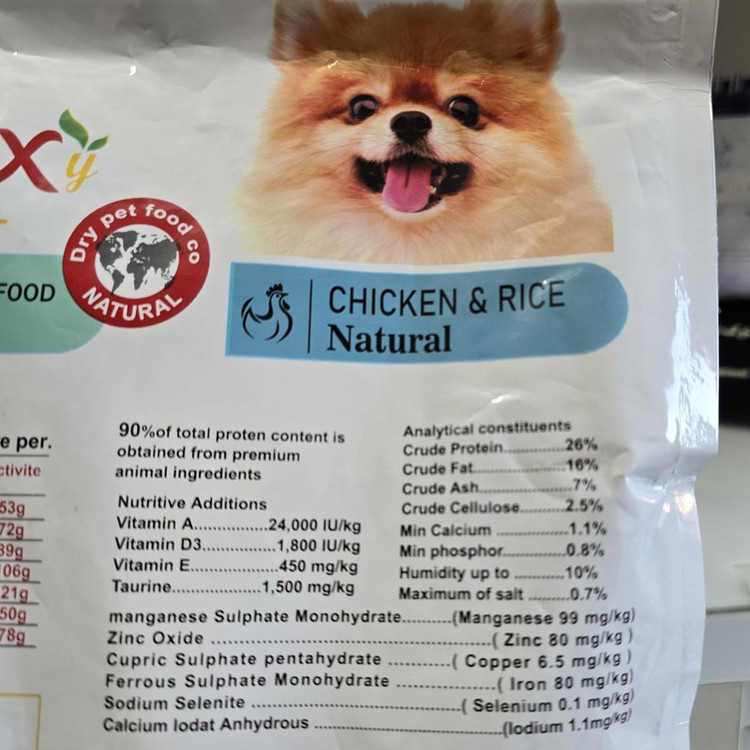 xy
Dry pet food co
NATURAL
FOOD
CHICKEN & RICE
Natural
e per.
ctivite
53g
72g
39g
06g
21g
50g
78g
90%of total proten content is
obtained from premium
animal ingredients
Nutritive Additions
Vitamin A................24,000 IU/kg
Vitamin D3................1,800 IU/kg
Vitamin E...................450 mg/kg
Taurine...................1,500 mg/kg
Analytical constituents
Crude Protein.............26%
Crude Fat....................16%
Crude Ash....................7%
Crude Cellulose.........2.5%
Min Calcium ...............1.1%
Min phosphor.............0.8%
Humidity up to ...........10%
Maximum of salt .........0.7%
manganese Sulphate Monohydrate..........(Manganese 99 mg/kg)
Zinc Oxide ..........................................................( Zinc 80 mg/kg )
Cupric Sulphate pentahydrate .............( Copper 6.5 mg/kg )
Ferrous Sulphate Monohydrate ....................( Iron 80 mg/kg)
Sodium Selenite ...........................................( Selenium 0.1 mg/kg)
Calcium Iodat Anhydrous ......................................(Iodium 1.1mg/kg)